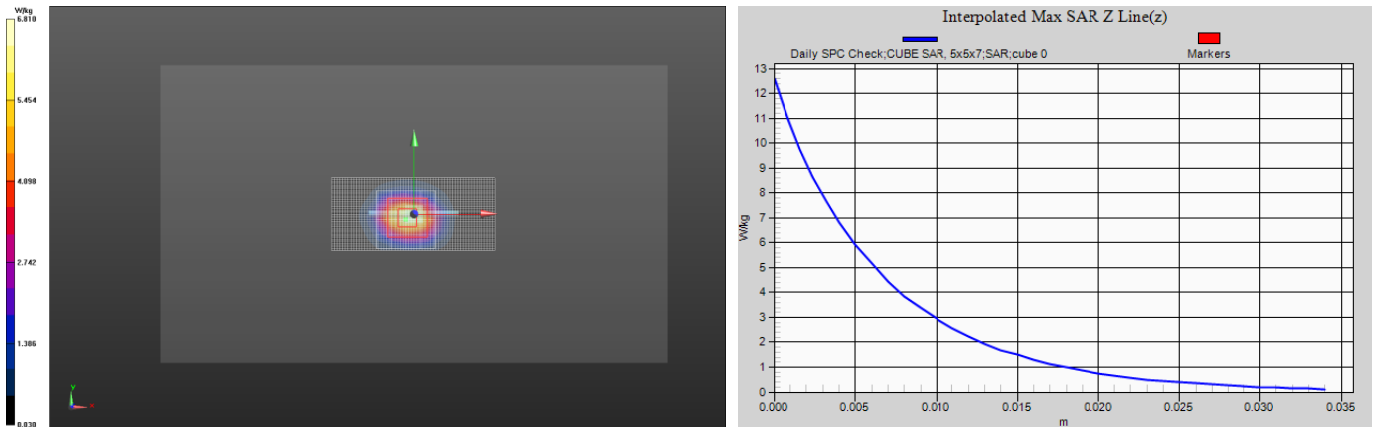 W/kg
6.810
5.454
4.098
2.742
1.386
0.030
Y
Interpolated Max SAR Z Line(z)
Daily SPC Check;CUBE SAR, 5x5x7;SAR;cube 0
Markers
13
12
11
10
9
8
7
6
5
4
3
2
1
0
W/kg
0.000 0.005 0.010 0.015 0.020 0.025 0.030 0.035
m